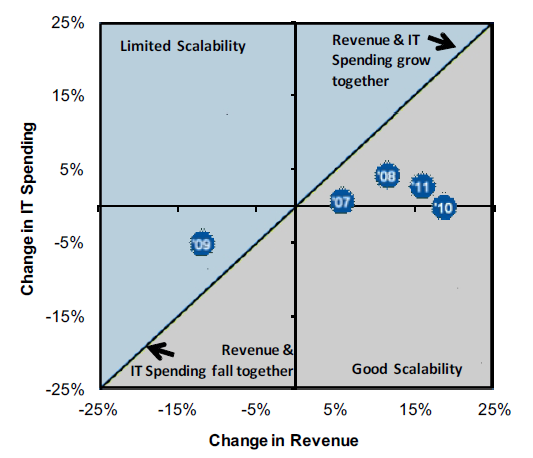 25%
15%
5%
-5%
-15%
-25%
Change in IT Spending
Limited Scalability
Revenue & IT
Spending grow
together
'08
'11
'07
'10
'09
Revenue &
IT Spending fall together
Good Scalability
-25%
-15%
-5%
5%
15%
25%
Change in Revenue